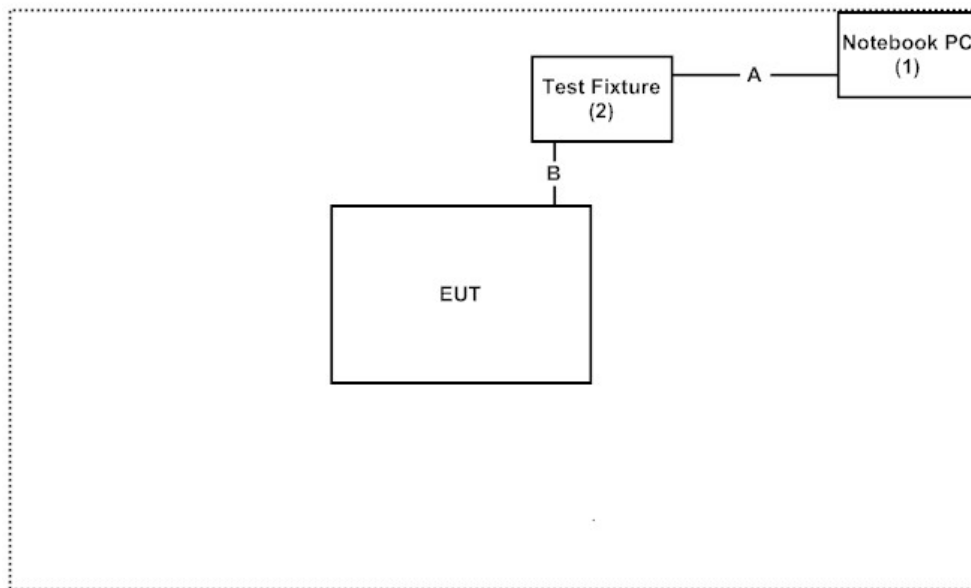 Notebook PC
(1)
Test Fixture
(2)
A
B
EUT